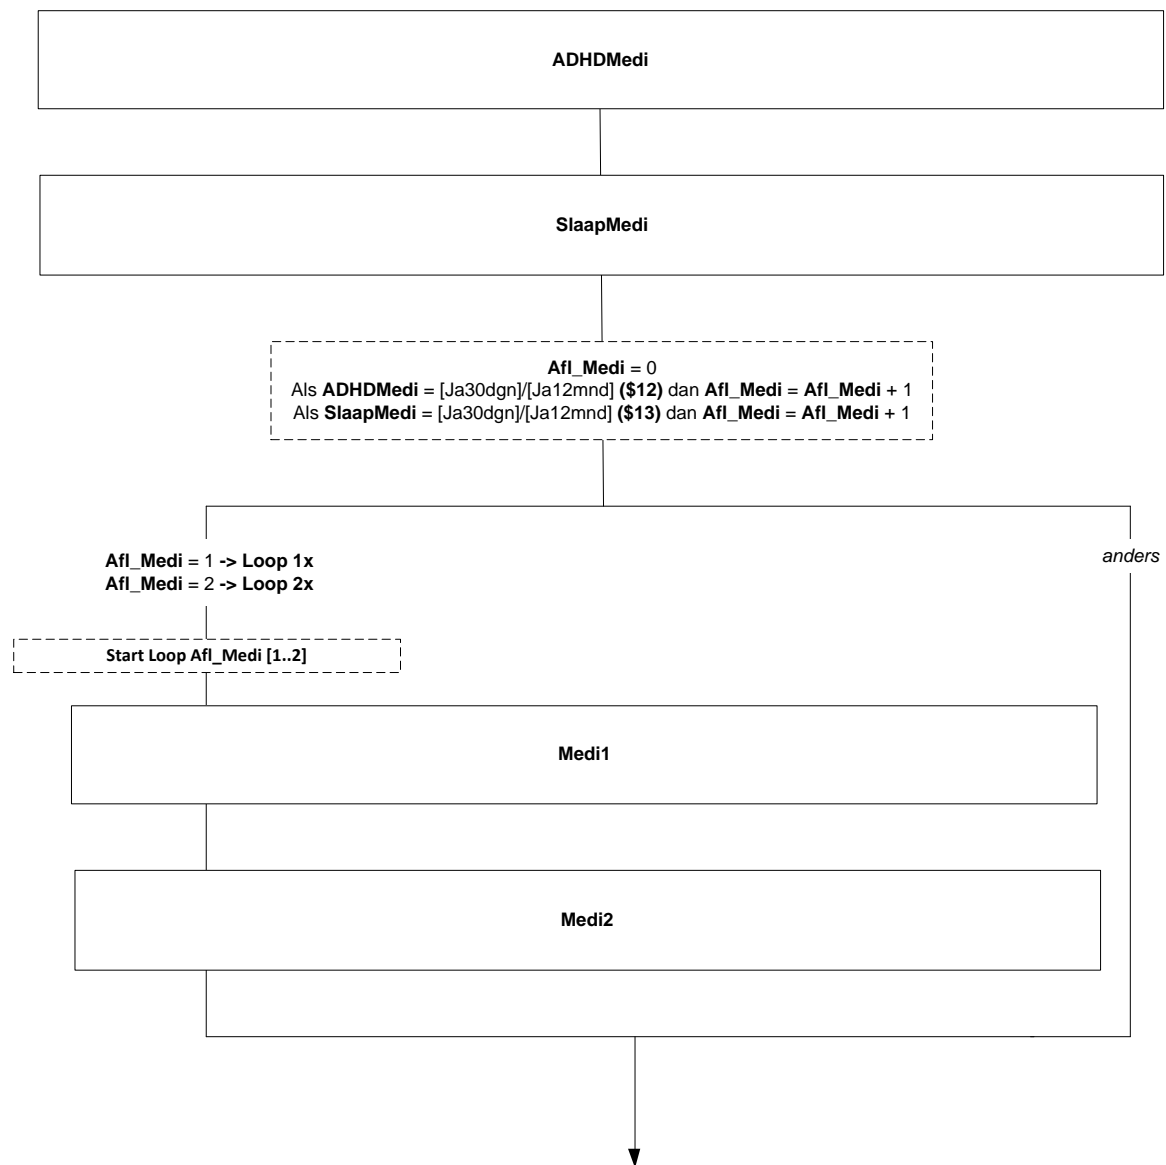 ADHDMedi
SlaapMedi
Afl_Medi = 0
Als ADHDMedi = [Ja30dgn]/[Ja12mnd] ($12) dan Afl_Medi = Afl_Medi + 1
Als SlaapMedi = [Ja30dgn]/[Ja12mnd] ($13) dan Afl_Medi = Afl_Medi + 1
Afl_Medi = 1 -> Loop 1x
Afl_Medi = 2 -> Loop 2x
anders
Start Loop Afl_Medi [1..2]
Medi1
Medi2